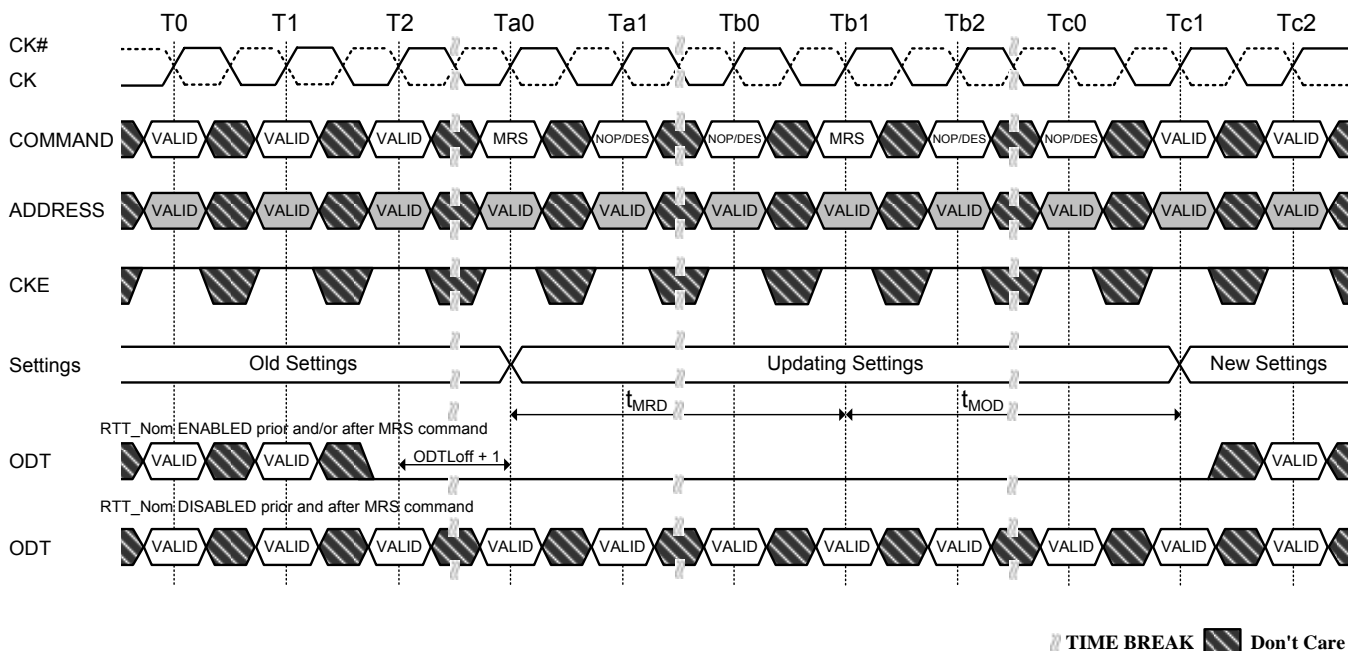 T0 T1 T2 Ta0 Ta1 Tb0 Tb1 Tb2 Tc0 Tc1 Tc2
CK#
CK
COMMAND VALID VALID VALID MRS NOP/DES NOP/DES MRS NOP/DES NOP/DES VALID VALID
ADDRESS VALID VALID VALID VALID VALID VALID VALID VALID VALID VALID VALID
CKE
Settings Old Settings Updating Settings New Settings
tMRD tMOD
RTT_Nom ENABLED prior and/or after MRS command
ODT VALID VALID ODTLoff + 1 VALID
RTT_Nom DISABLED prior and after MRS command
ODT VALID VALID VALID VALID VALID VALID VALID VALID VALID VALID VALID
TIME BREAK Don't Care